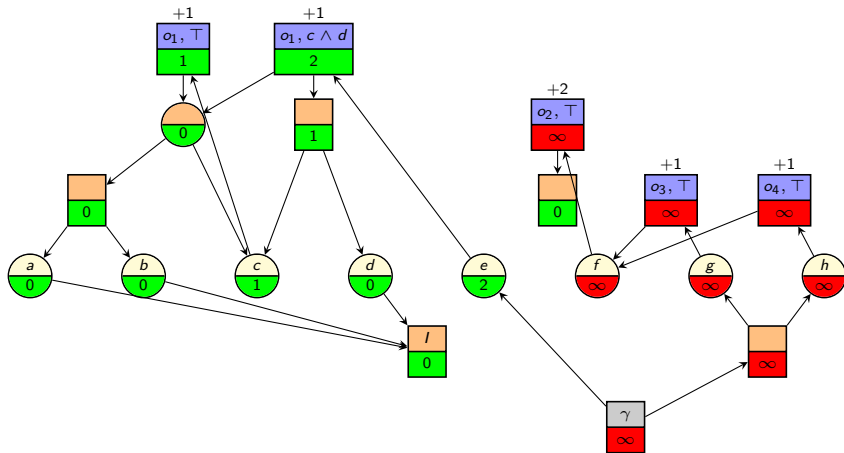 +1 +1
o₁, ⊤ o₁, c ∧ d
1 2
+2
o₂, ⊤
0 1 ∞
+1 +1
o₃, ⊤ o₄, ⊤
0 0 ∞ ∞
a b c d e f g h
0 0 1 0 2 ∞ ∞ ∞
I
0 ∞
γ
∞